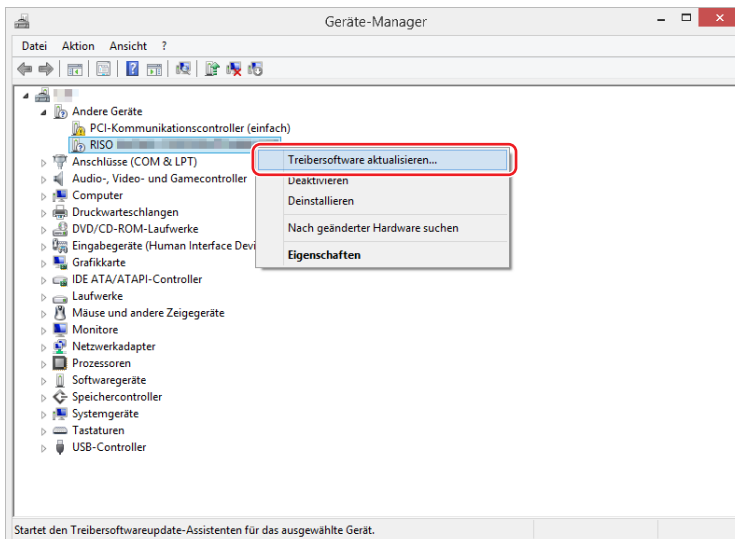 Geräte-Manager
Datei Aktion Ansicht ?
Andere Geräte
PCI-Kommunikationscontroller (einfach)
RISO
Anschlüsse (COM & LPT)
Audio-, Video- und Gamecontroller
Computer
Druckwarteschlangen
DVD/CD-ROM-Laufwerke
Eingabegeräte (Human Interface Devi
Grafikkarte
IDE ATA/ATAPI-Controller
Laufwerke
Mäuse und andere Zeigegeräte
Monitore
Netzwerkadapter
Prozessoren
Softwaregeräte
Speichercontroller
Systemgeräte
Tastaturen
USB-Controller
Treibersoftware aktualisieren...
Deaktivieren
Deinstallieren
Nach geänderter Hardware suchen
Eigenschaften
Startet den Treibersoftwareupdate-Assistenten für das ausgewählte Gerät.